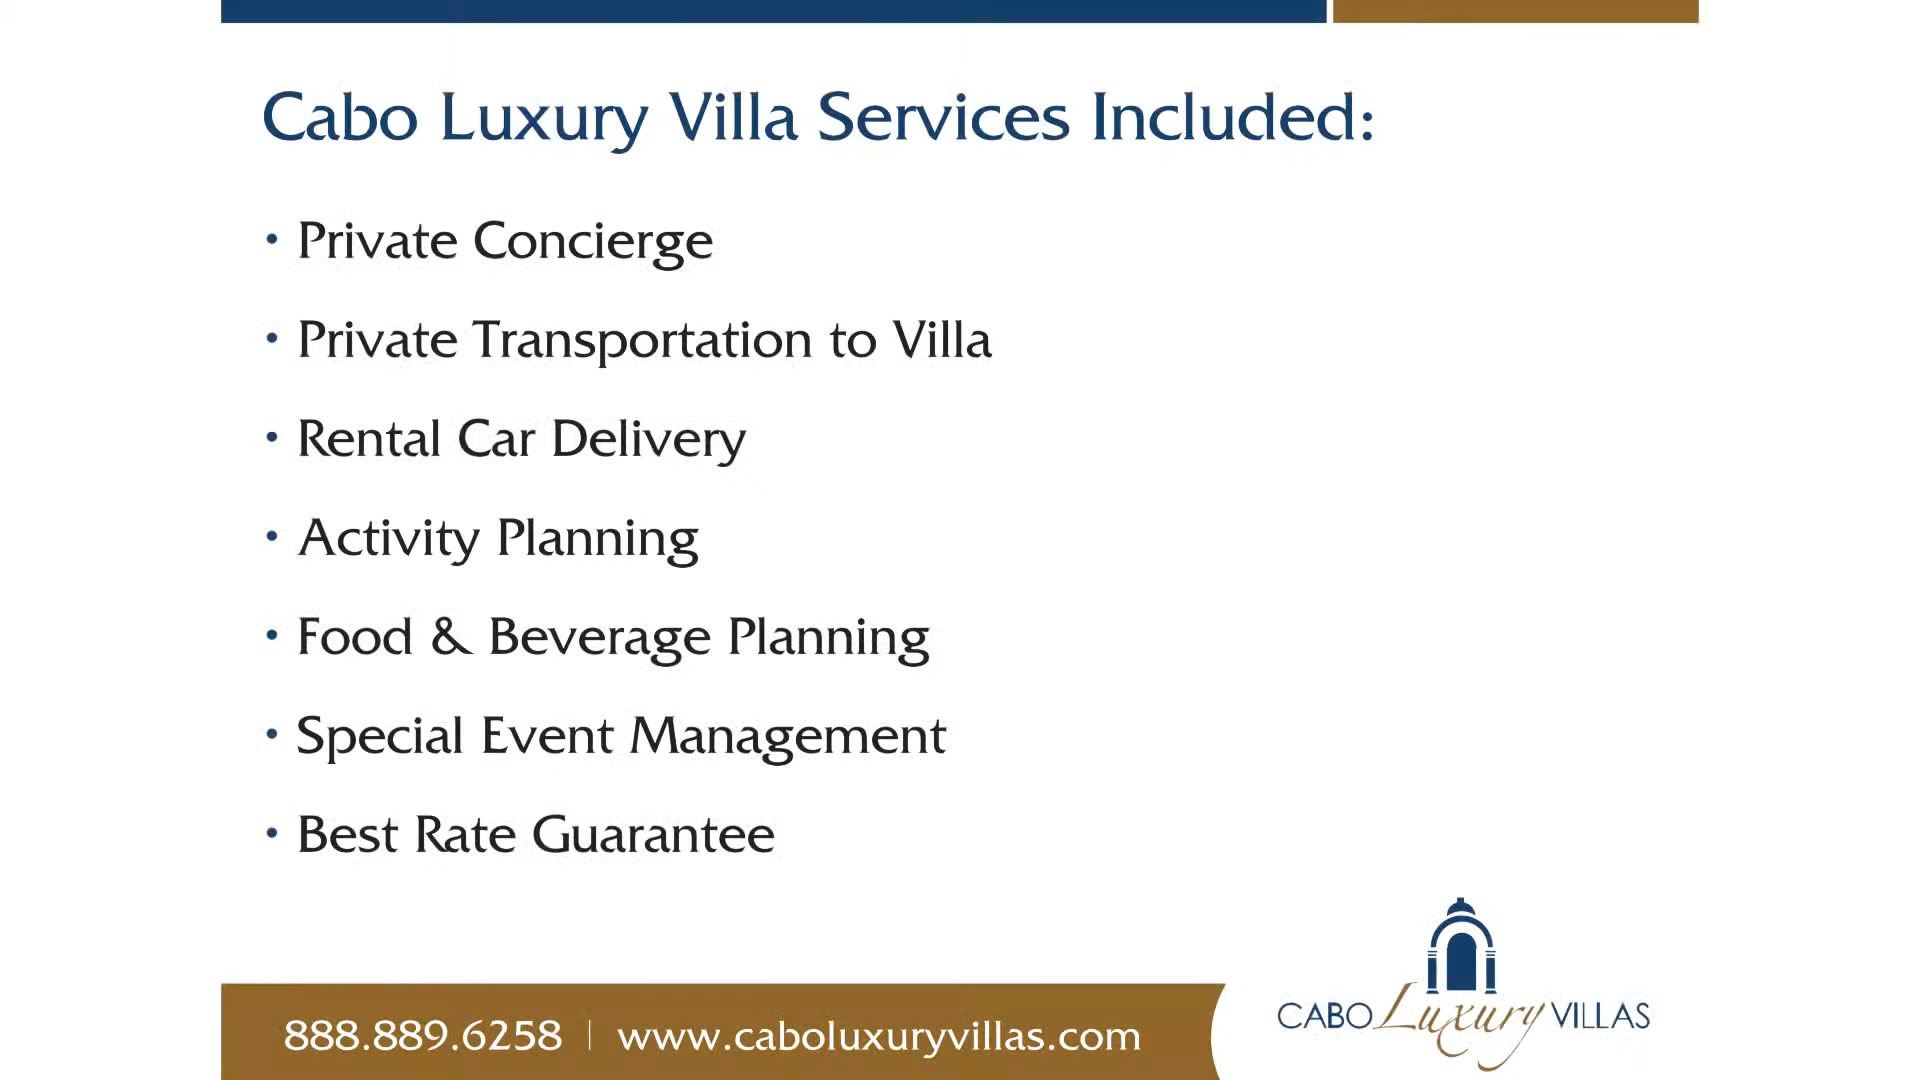 Cabo Luxury Villa Services Included:
• Private Concierge
• Private Transportation to Villa
• Rental Car Delivery
• Activity Planning
• Food & Beverage Planning
• Special Event Management
• Best Rate Guarantee
888.889.6258 | www.caboluxuryvillas.com
CABO Luxury VILLAS